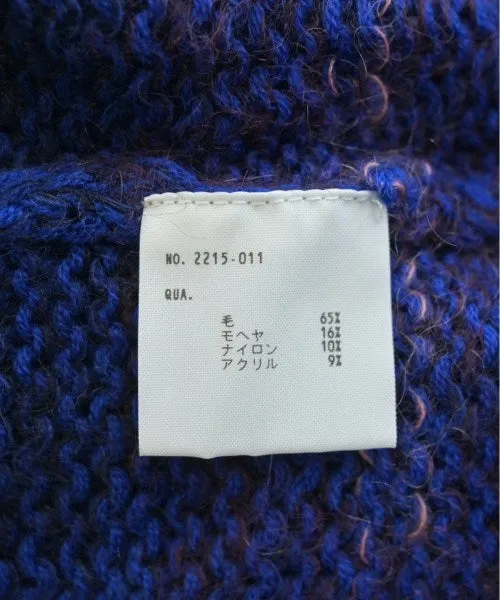 NO. 2215-011
QUA.
毛 65%
モヘヤ 16%
ナイロン 10%
アクリル 9%